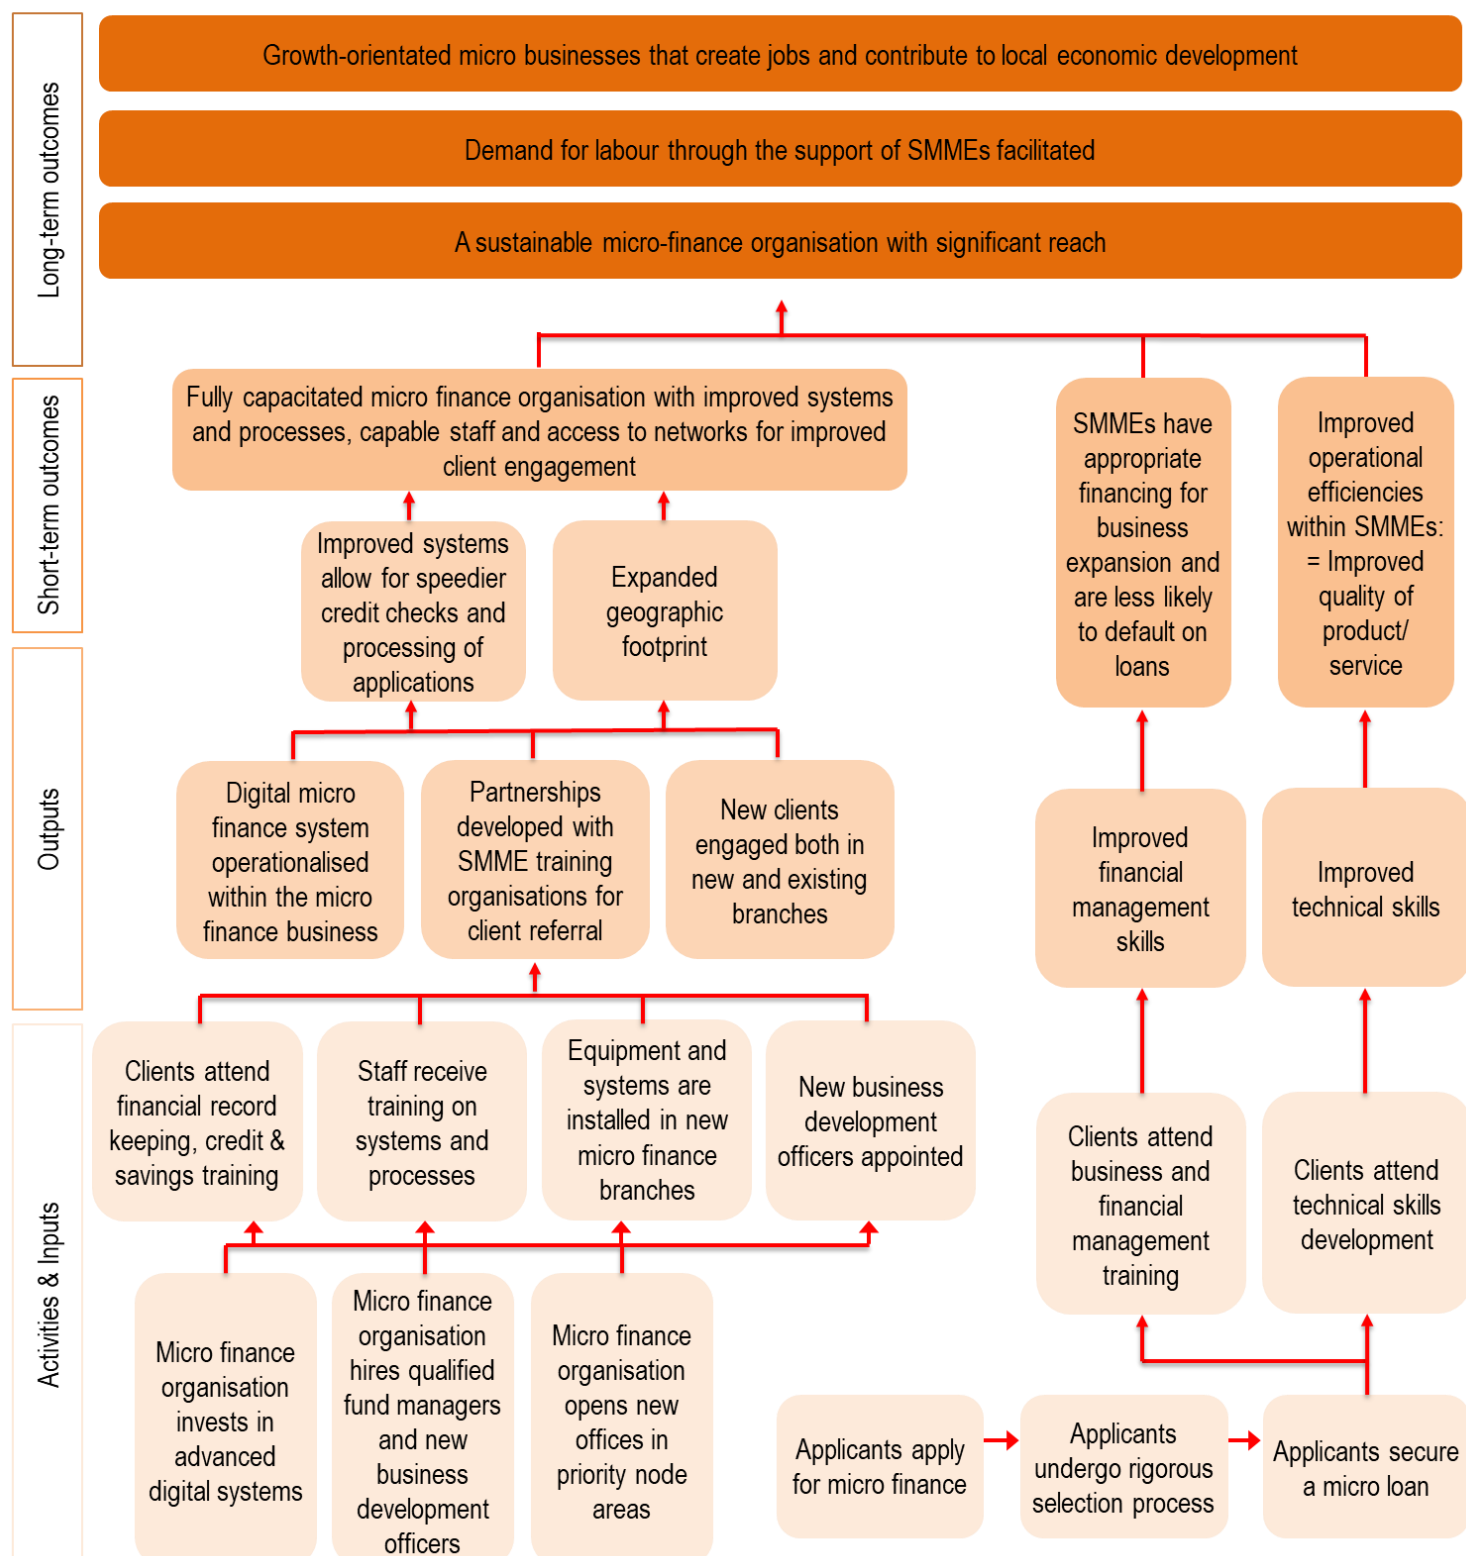 Long-term outcomes
Growth-orientated micro businesses that create jobs and contribute to local economic development
Demand for labour through the support of SMMEs facilitated
A sustainable micro-finance organisation with significant reach
Short-term outcomes
Fully capacitated micro finance organisation with improved systems
and processes, capable staff and access to networks for improved
client engagement
SMMEs have
appropriate
financing for
business
expansion and
are less likely
to default on
loans
Improved
operational
efficiencies
within SMMEs:
= Improved
quality of
product/
service
Improved systems
allow for speedier
credit checks and
processing of
applications
Expanded
geographic
footprint
Outputs
Digital micro
finance system
operationalised
within the micro
finance business
Partnerships
developed with
SMME training
organisations for
client referral
New clients
engaged both in
new and existing
branches
Improved
financial
management
skills
Improved
technical skills
Activities & Inputs
Clients attend
financial record
keeping, credit &
savings training
Staff receive
training on
systems and
processes
Equipment and
systems are
installed in new
micro finance
branches
New business
development
officers appointed
Clients attend
business and
financial
management
training
Clients attend
technical skills
development
Micro finance
organisation
invests in
advanced
digital systems
Micro finance
organisation
hires qualified
fund managers
and new
business
development
officers
Micro finance
organisation
opens new
offices in
priority node
areas
Applicants apply
for micro finance
Applicants
undergo rigorous
selection process
Applicants secure
a micro loan